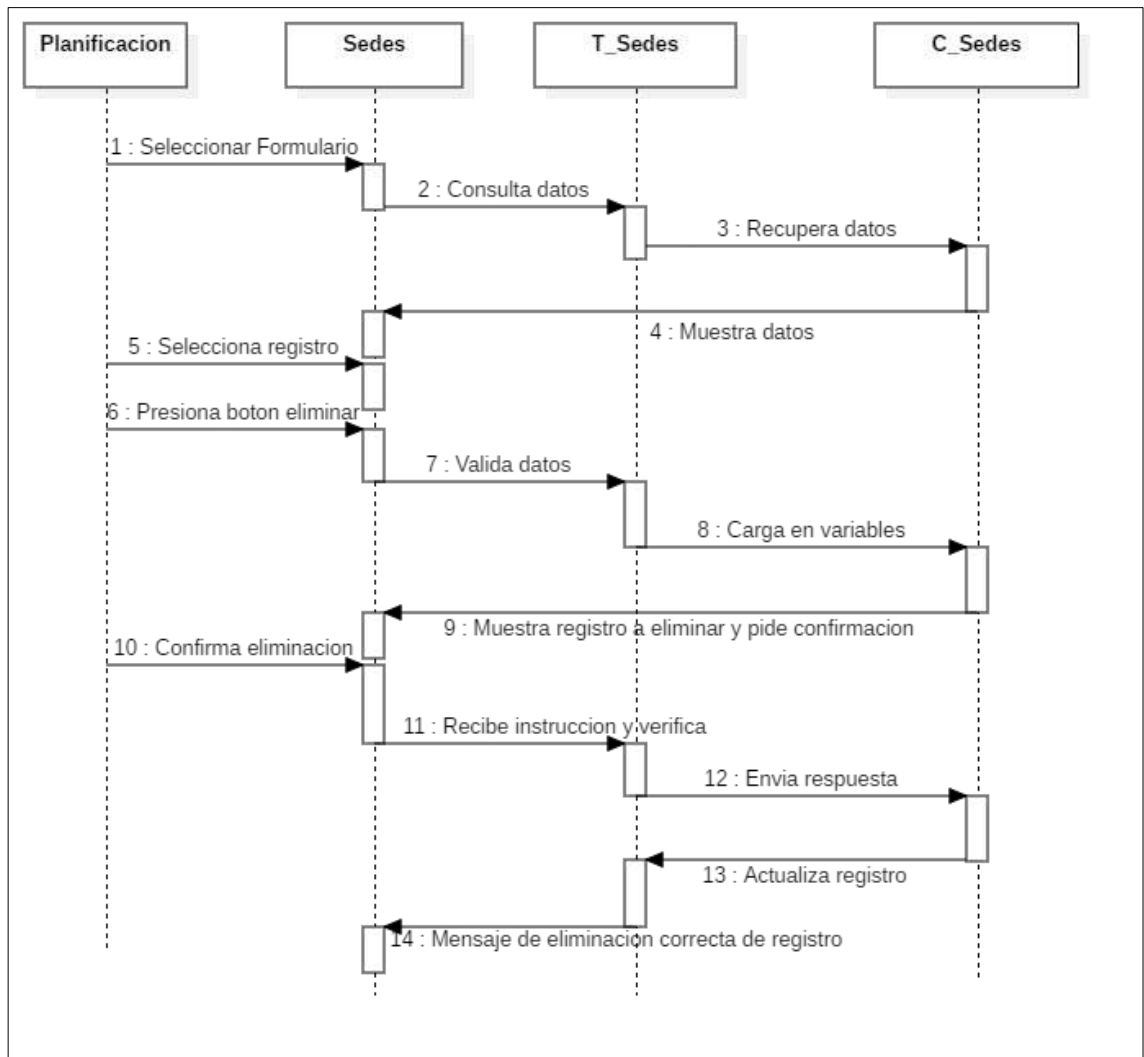 Planificacion
Sedes
T_Sedes
C_Sedes
1 : Seleccionar Formulario
2 : Consulta datos
3 : Recupera datos
4 : Muestra datos
5 : Selecciona registro
6 : Presiona boton eliminar
7 : Valida datos
8 : Carga en variables
9 : Muestra registro a eliminar y pide confirmacion
10 : Confirma eliminacion
11 : Recibe instruccion y verifica
12 : Envia respuesta
13 : Actualiza registro
14 : Mensaje de eliminacion correcta de registro